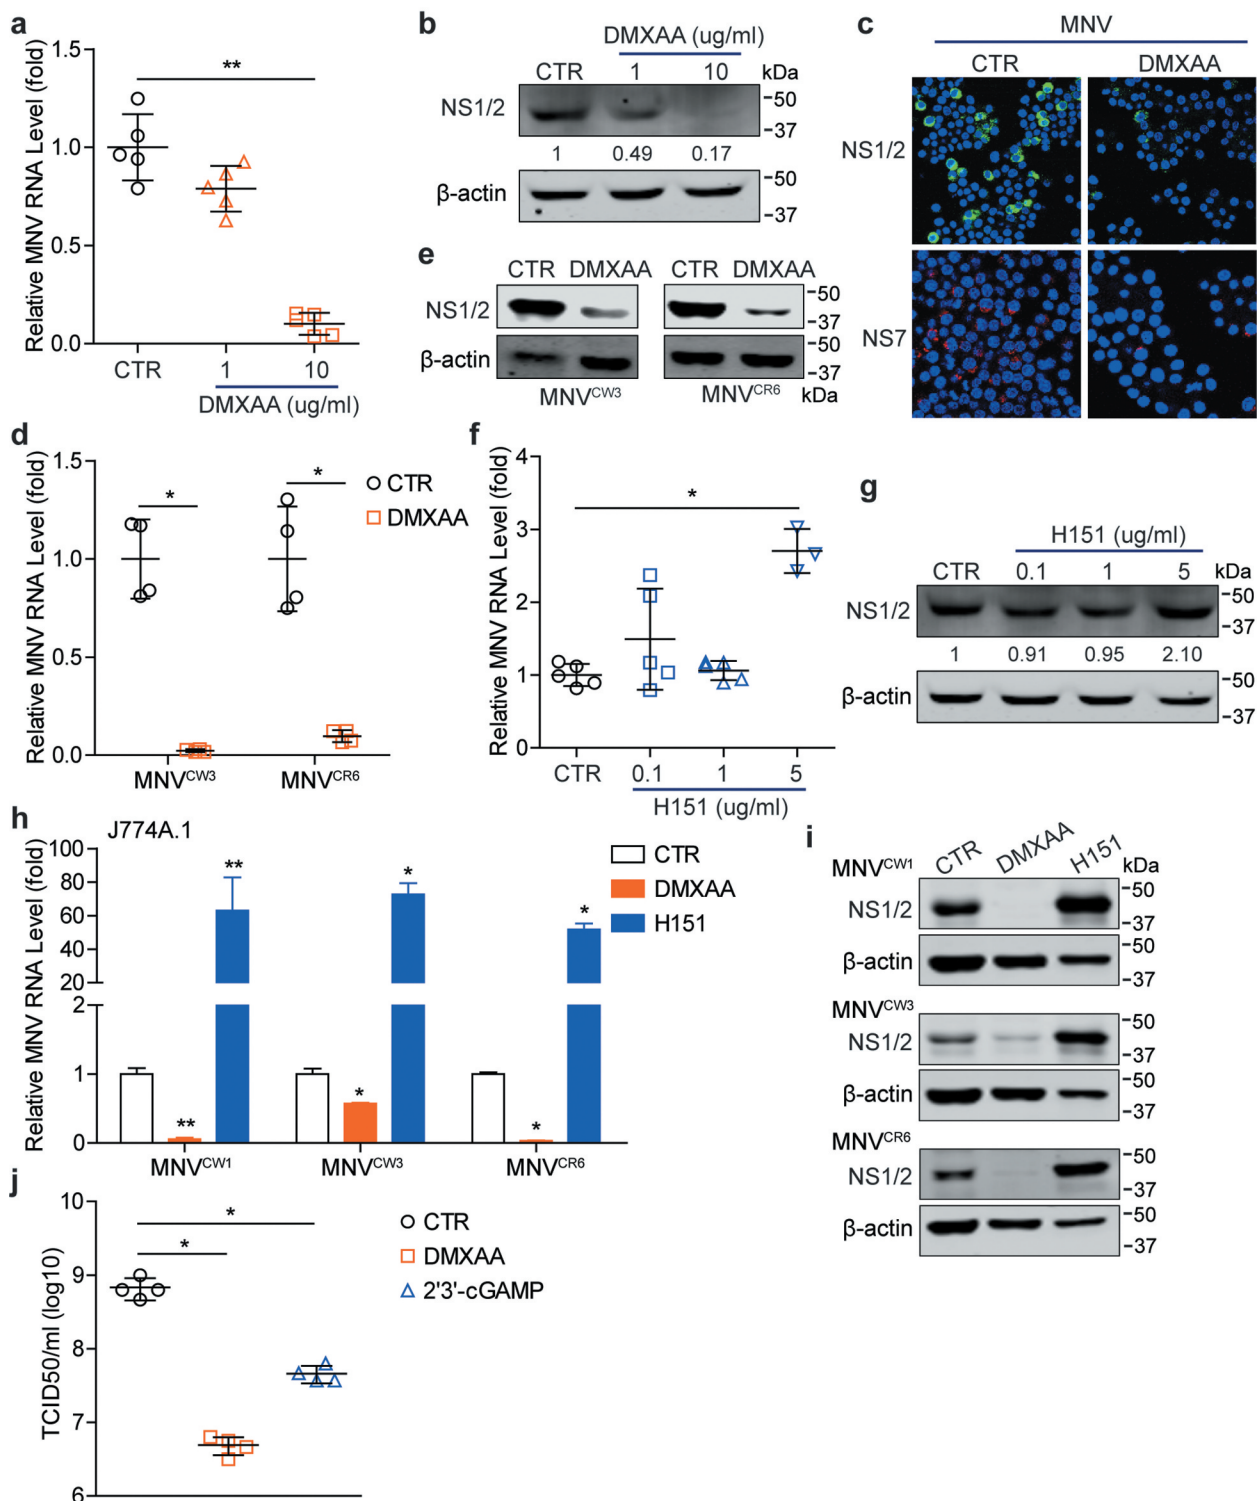 a
Relative MNV RNA Level (fold)
1.5
1.0
0.5
0.0
**
CTR
1
10
DMXAA (ug/ml)
b
DMXAA (ug/ml)
CTR 1 10 kDa
NS1/2
-50
-37
1 0.49 0.17
β-actin
-50
-37
c
MNV
CTR DMXAA
NS1/2
NS7
e
CTR DMXAA CTR DMXAA
NS1/2
-50
-37
β-actin
-50
-37
MNVCW3 MNVCR6 kDa
d
Relative MNV RNA Level (fold)
1.5
1.0
0.5
0.0
*
*
CTR
DMXAA
MNVCW3 MNVCR6
f
Relative MNV RNA Level (fold)
4
3
2
1
0
*
CTR 0.1 1 5
H151 (ug/ml)
g
H151 (ug/ml)
CTR 0.1 1 5 kDa
NS1/2
-50
-37
1 0.91 0.95 2.10
β-actin
-50
-37
h
J774A.1
Relative MNV RNA Level (fold)
100
80
60
40
20
2
1
0
** ** * * * *
CTR
DMXAA
H151
MNVCW1 MNVCW3 MNVCR6
i
CTR DMXAA H151 kDa
MNVCW1
NS1/2
-50
-37
β-actin
-50
-37
MNVCW3
NS1/2
-50
-37
β-actin
-50
-37
MNVCR6
NS1/2
-50
-37
β-actin
-50
-37
j
TCID50/ml (log10)
10
9
8
7
6
*
*
CTR
DMXAA
2'3'-cGAMP